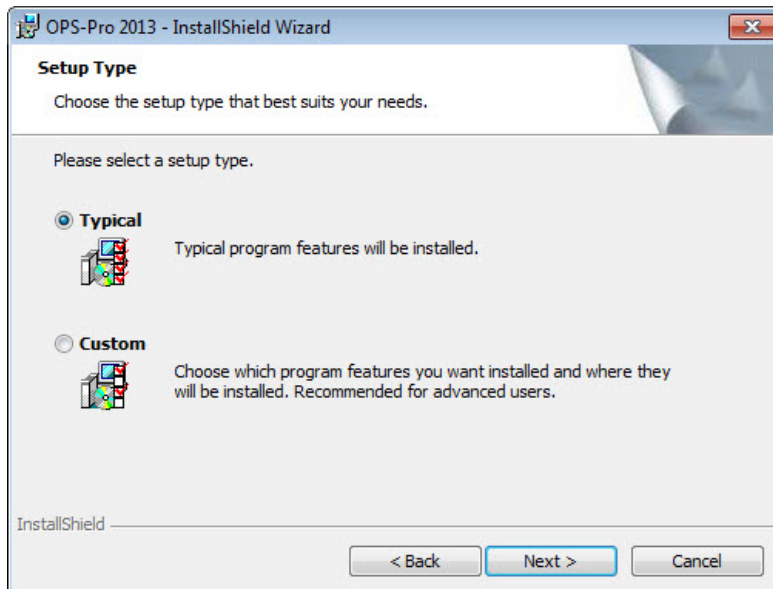 OPS-Pro 2013 - InstallShield Wizard
Setup Type
Choose the setup type that best suits your needs.
Please select a setup type.
Typical
Typical program features will be installed.
Custom
Choose which program features you want installed and where they
will be installed. Recommended for advanced users.
InstallShield
< Back Next > Cancel